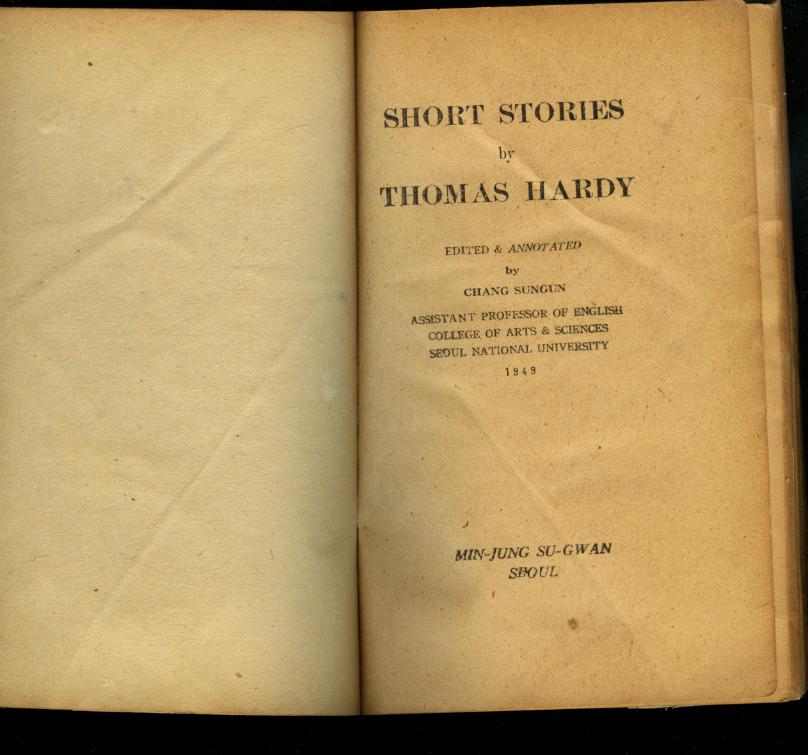 SHORT STORIES
by
THOMAS HARDY
EDITED & ANNOTATED
by
CHANG SUNGUN
ASSISTANT PROFESSOR OF ENGLISH
COLLEGE OF ARTS & SCIENCES
SEOUL NATIONAL UNIVERSITY
1949
MIN-JUNG SU-GWAN
SEOUL